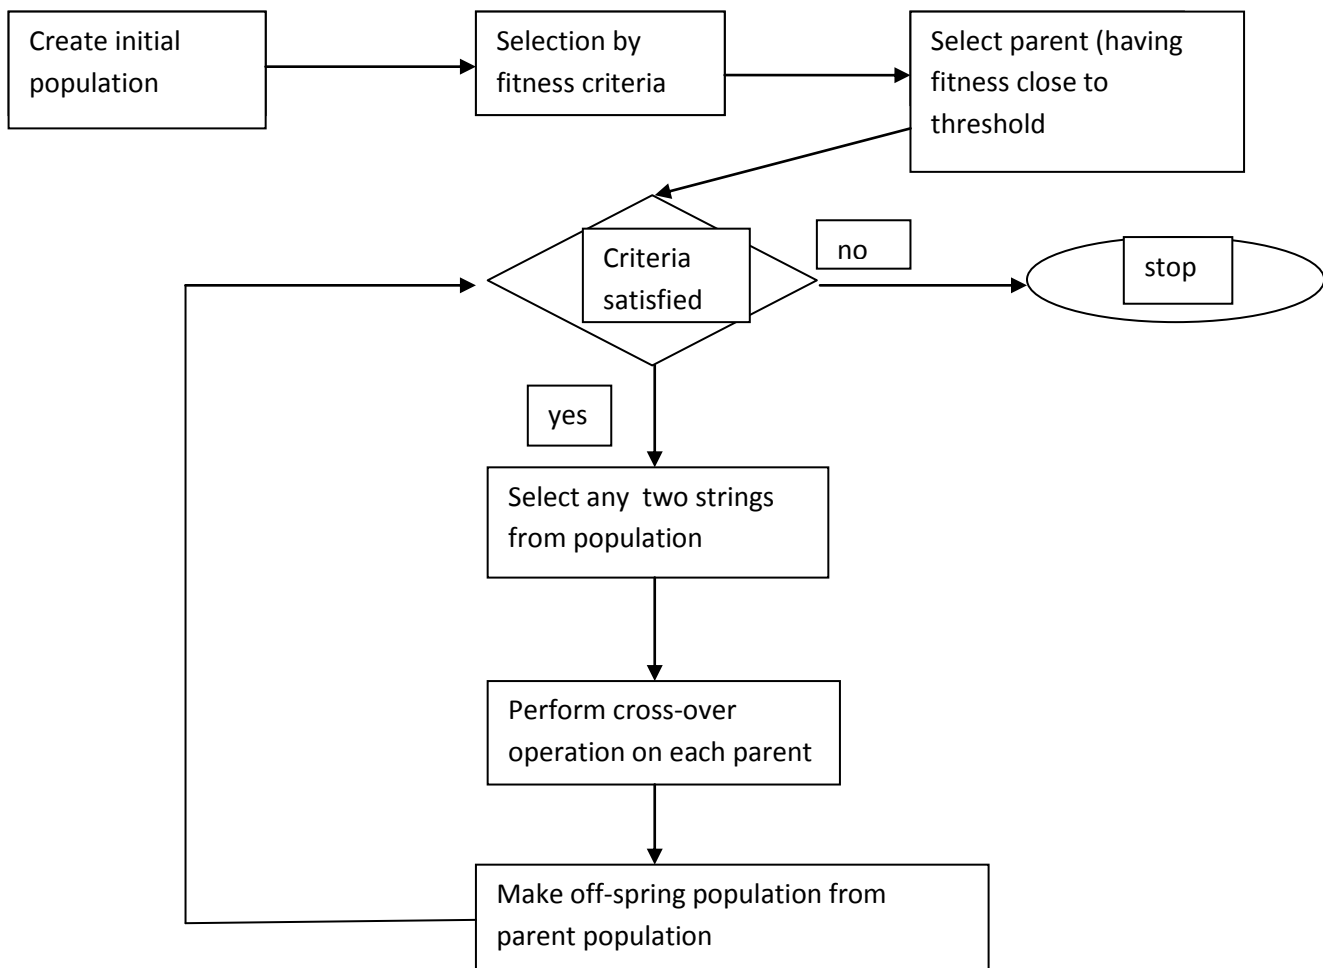 Create initial
population
Selection by
fitness criteria
Select parent (having
fitness close to
threshold
Criteria
satisfied
no
stop
yes
Select any  two strings
from population
Perform cross-over
operation on each parent
Make off-spring population from
parent population